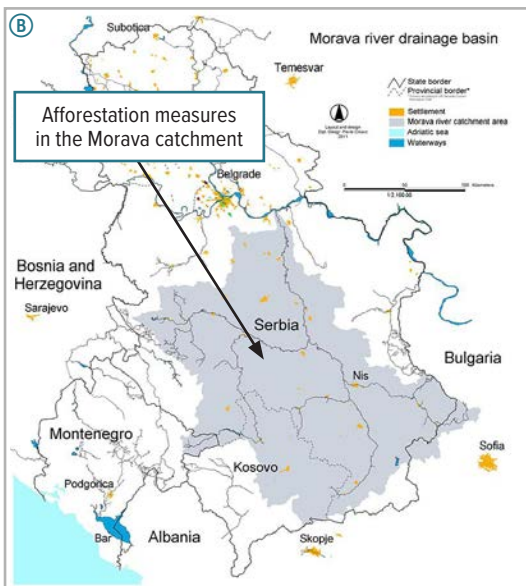 B
Subotica
Morava river drainage basin
Temesvar
State border
Provincial border*
Settlement
Morava river catchment area
Adriatic sea
Waterways
Afforestation measures
in the Morava catchment
Belgrade
Bosnia and
Herzegovina
Sarajevo
Serbia
Bulgaria
Nis
Montenegro
Kosovo
Sofia
Podgorica
Bar
Albania
Skopje